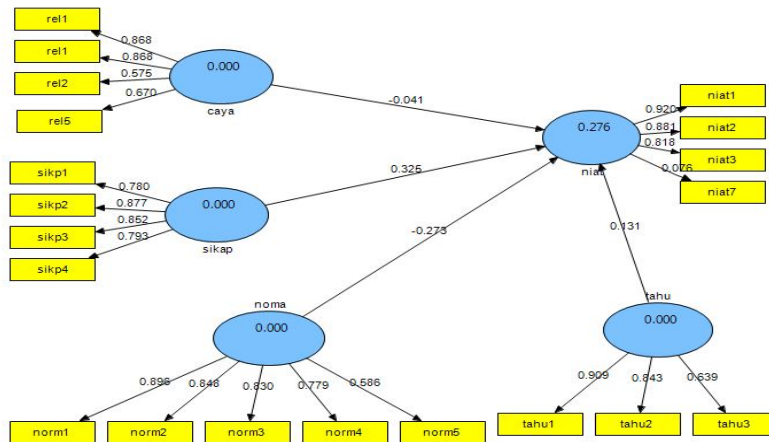 rel1
0.868
rel1
0.868
rel2
0.575
0.670
rel5
0.000
caya
-0.041
0.276
niat
0.920
niat1
0.881
niat2
0.818
niat3
0.076
niat7
sikp1
0.780
sikp2
0.877
sikp3
0.852
sikp4
0.793
0.000
sikap
0.325
-0.273
0.131
noma
0.000
tahu
0.000
0.896
0.848
0.830
0.779
0.586
0.909
0.843
0.639
norm1
norm2
norm3
norm4
norm5
tahu1
tahu2
tahu3